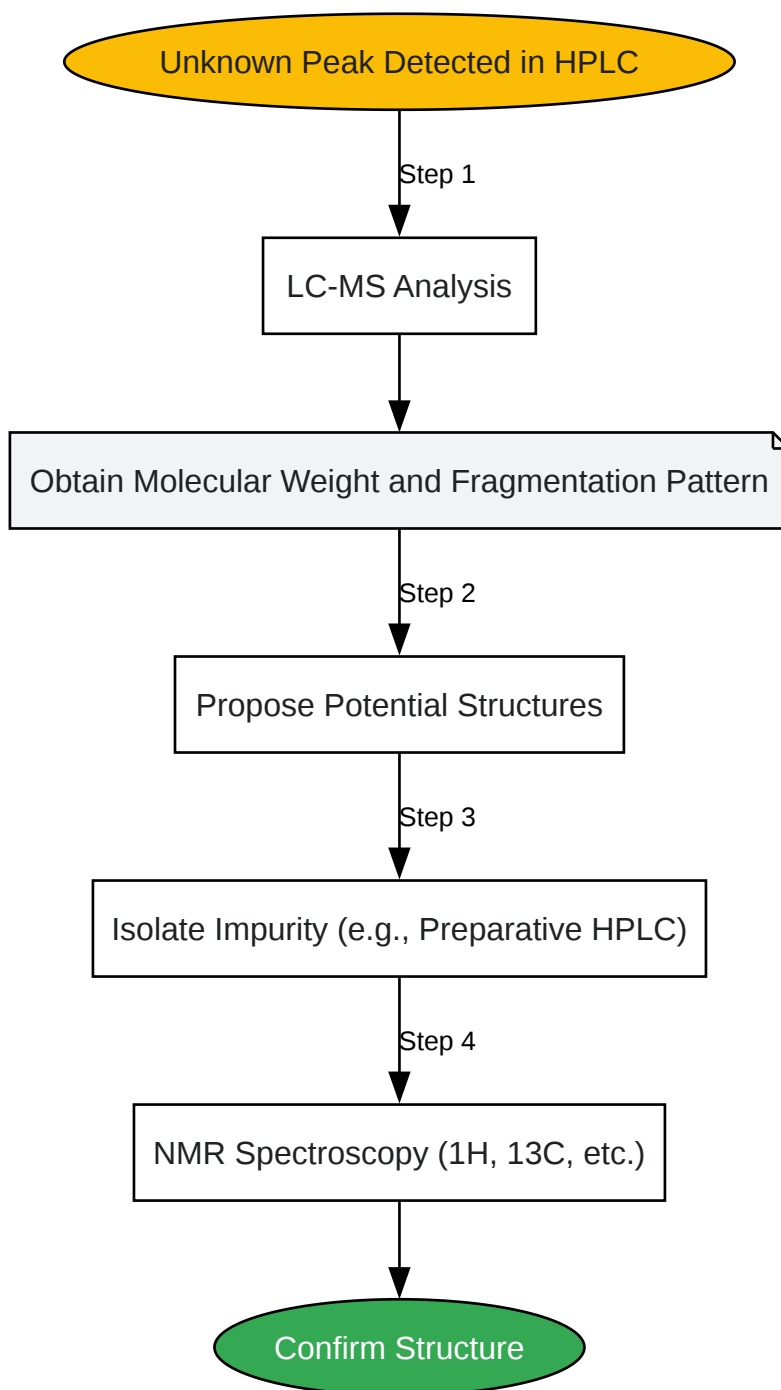 Unknown Peak Detected in HPLC
Step 1
LC-MS Analysis
Obtain Molecular Weight and Fragmentation Pattern
Step 2
Propose Potential Structures
Step 3
Isolate Impurity (e.g., Preparative HPLC)
Step 4
NMR Spectroscopy (1H, 13C, etc.)
Confirm Structure